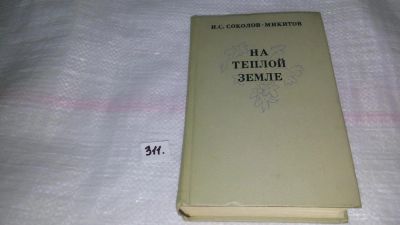 И.С. СОКОЛОВ-МИКИТОВ
НА
ТЕПЛОЙ
ЗЕМЛЕ
311.